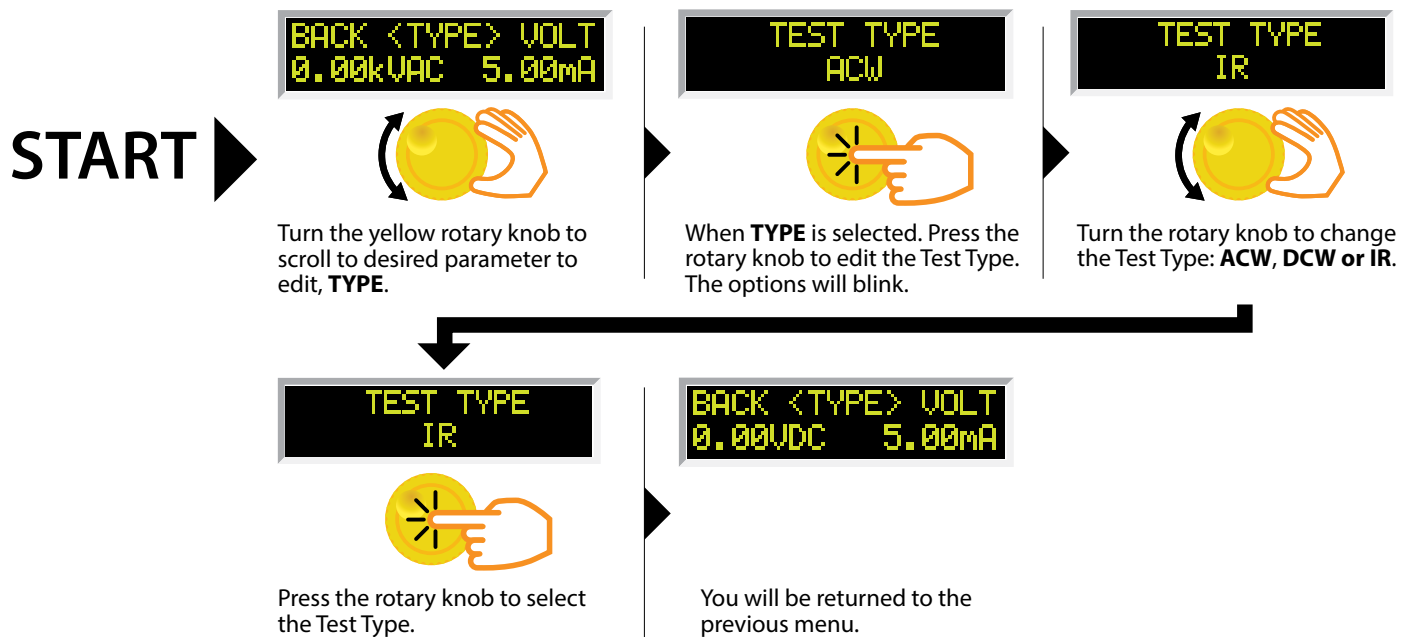 START
BACK <TYPE> VOLT
0.00kVAC 5.00mA
Turn the yellow rotary knob to
scroll to desired parameter to
edit, TYPE.
TEST TYPE
ACW
When TYPE is selected. Press the
rotary knob to edit the Test Type.
The options will blink.
TEST TYPE
IR
Turn the rotary knob to change
the Test Type: ACW, DCW or IR.
TEST TYPE
IR
Press the rotary knob to select
the Test Type.
BACK <TYPE> VOLT
0.00VDC 5.00mA
You will be returned to the
previous menu.